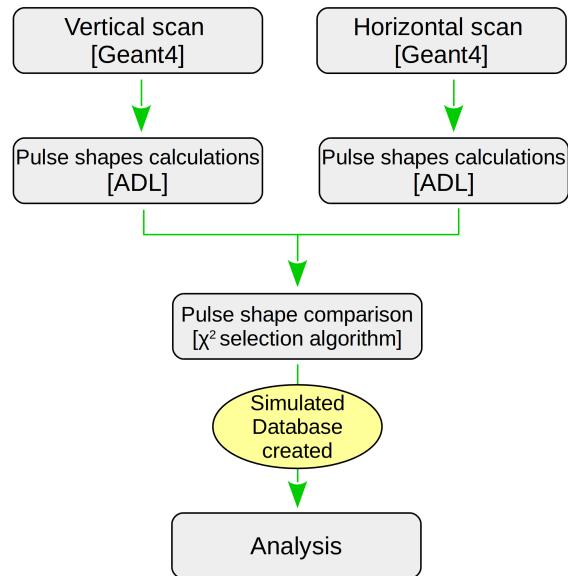 Vertical scan
[Geant4]
Horizontal scan
[Geant4]
Pulse shapes calculations
[ADL]
Pulse shapes calculations
[ADL]
Pulse shape comparison
[χ² selection algorithm]
Simulated
Database
created
Analysis